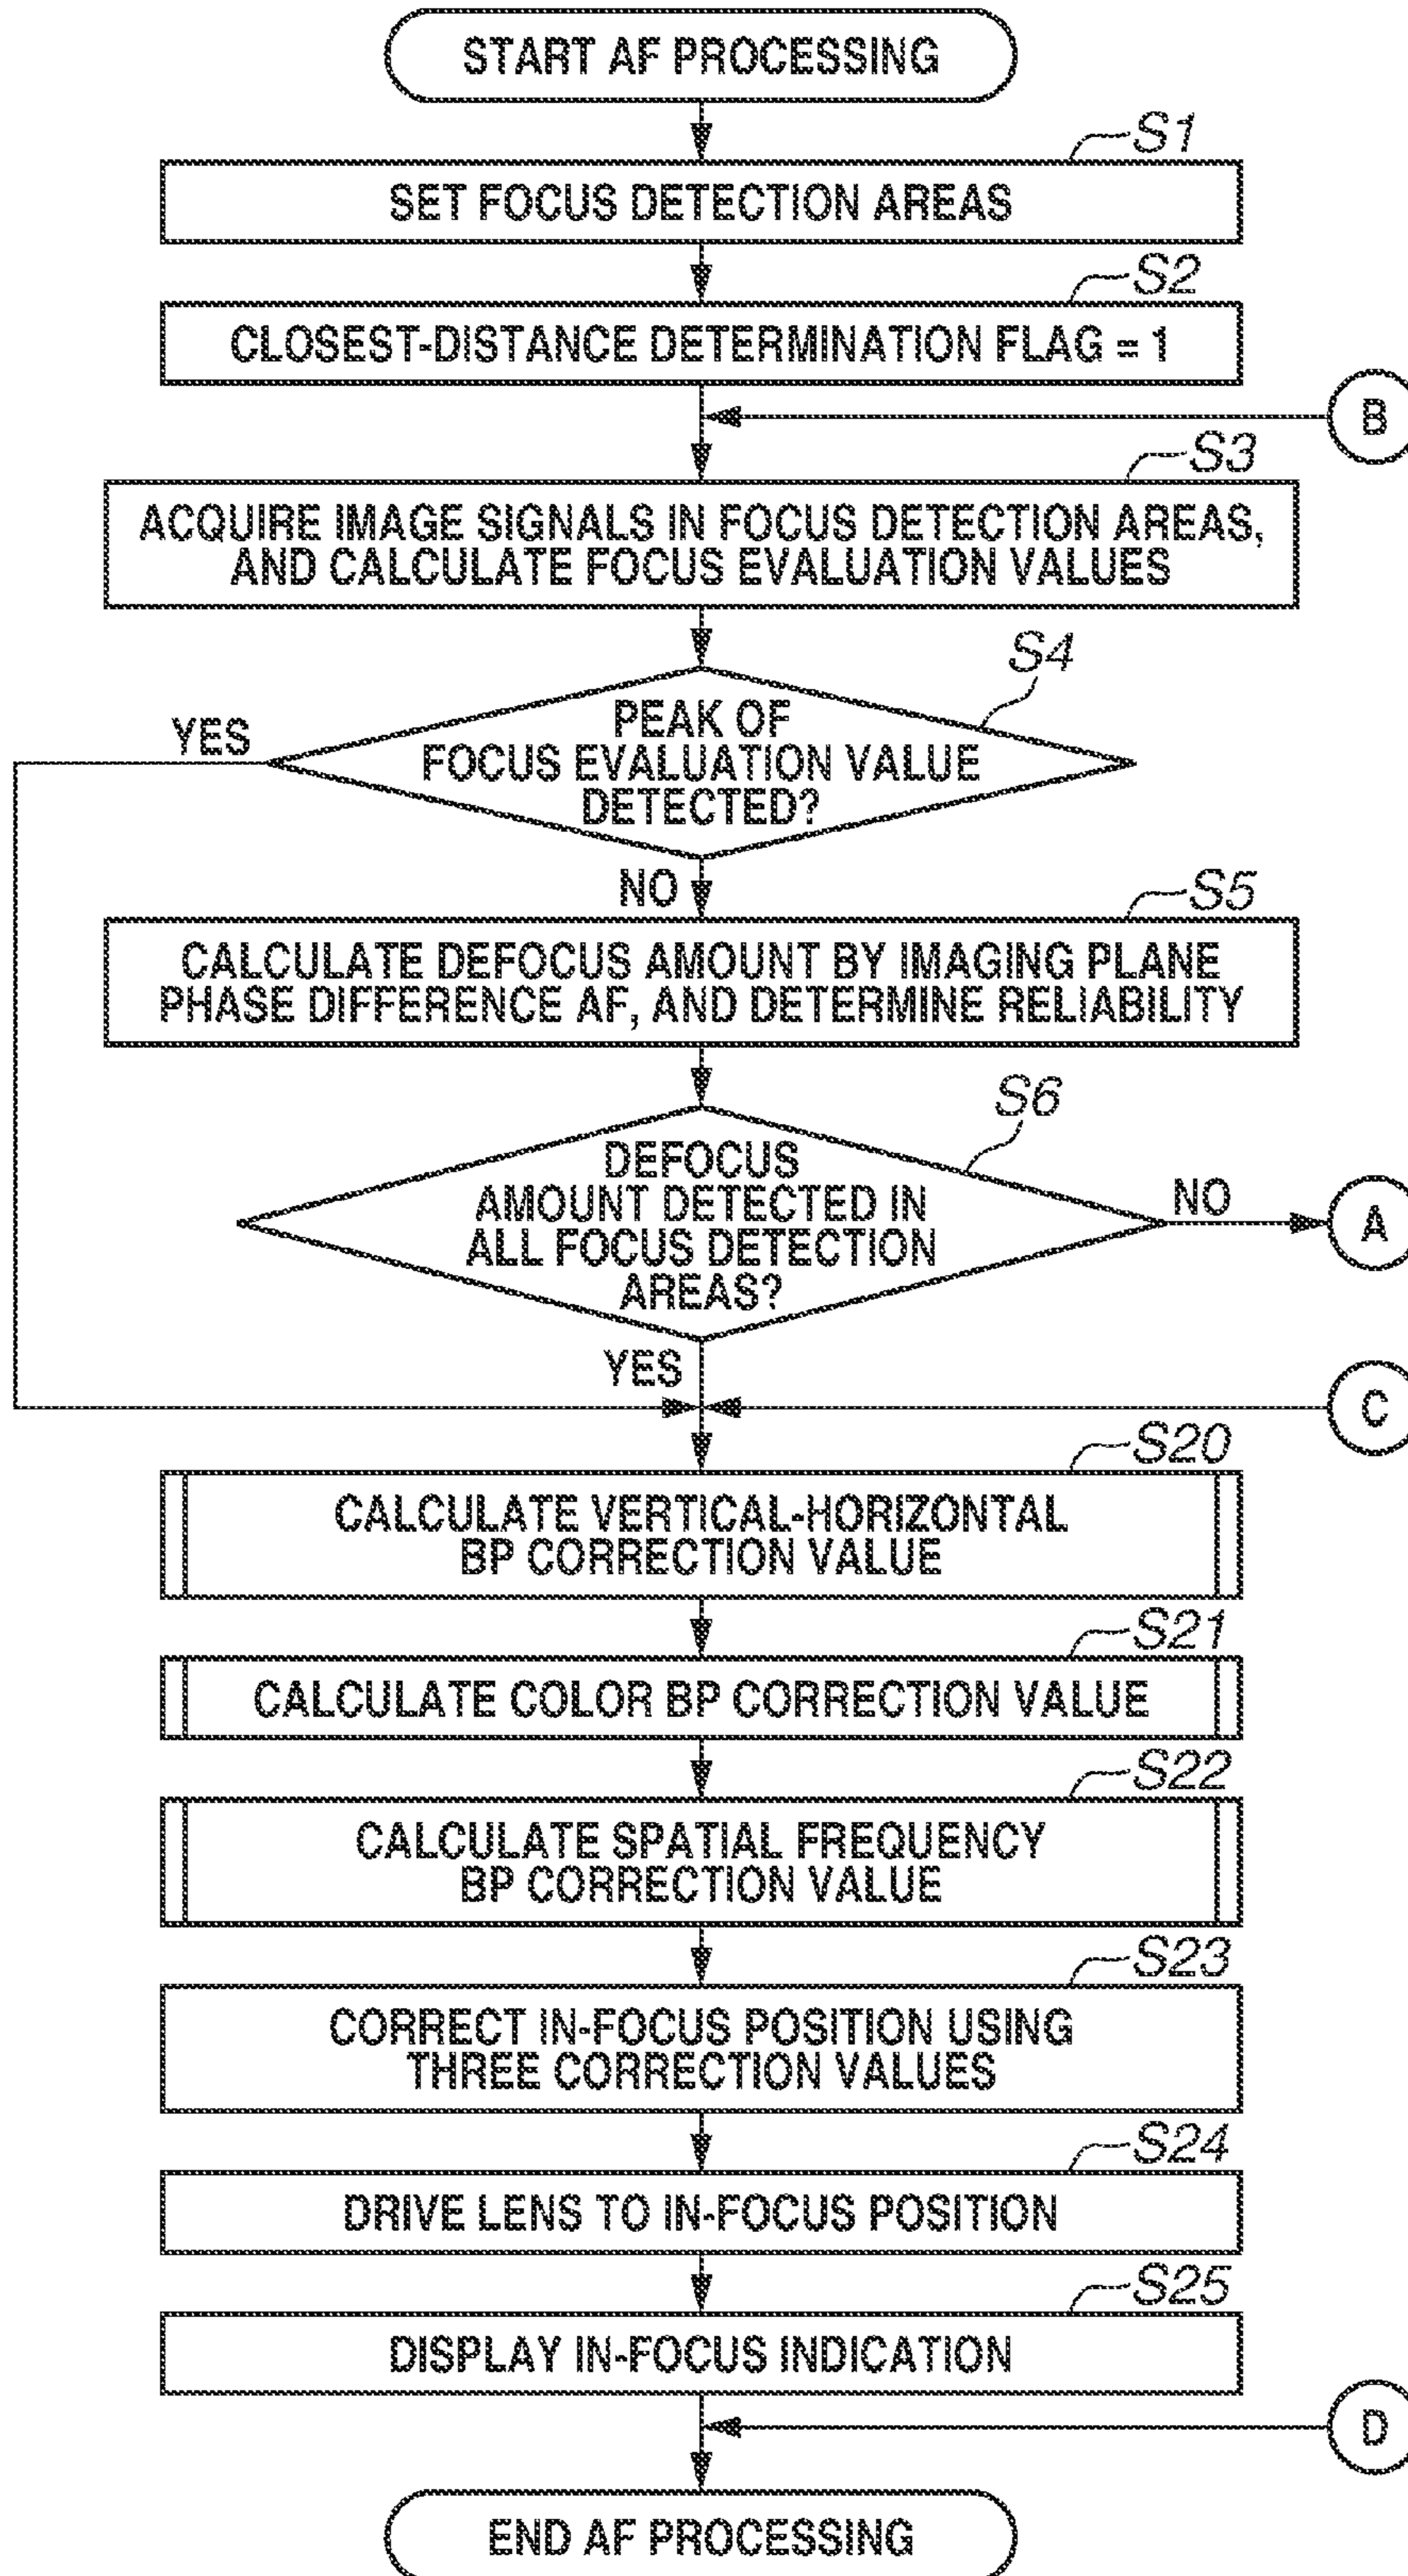 START AF PROCESSING
S1
SET FOCUS DETECTION AREAS
S2
CLOSEST-DISTANCE DETERMINATION FLAG = 1
B
S3
ACQUIRE IMAGE SIGNALS IN FOCUS DETECTION AREAS,
AND CALCULATE FOCUS EVALUATION VALUES
S4
YES
PEAK OF
FOCUS EVALUATION VALUE
DETECTED?
NO
S5
CALCULATE DEFOCUS AMOUNT BY IMAGING PLANE
PHASE DIFFERENCE AF, AND DETERMINE RELIABILITY
S6
DEFOCUS
AMOUNT DETECTED IN
ALL FOCUS DETECTION
AREAS?
NO
A
YES
C
S20
CALCULATE VERTICAL-HORIZONTAL
BP CORRECTION VALUE
S21
CALCULATE COLOR BP CORRECTION VALUE
S22
CALCULATE SPATIAL FREQUENCY
BP CORRECTION VALUE
S23
CORRECT IN-FOCUS POSITION USING
THREE CORRECTION VALUES
S24
DRIVE LENS TO IN-FOCUS POSITION
S25
DISPLAY IN-FOCUS INDICATION
D
END AF PROCESSING